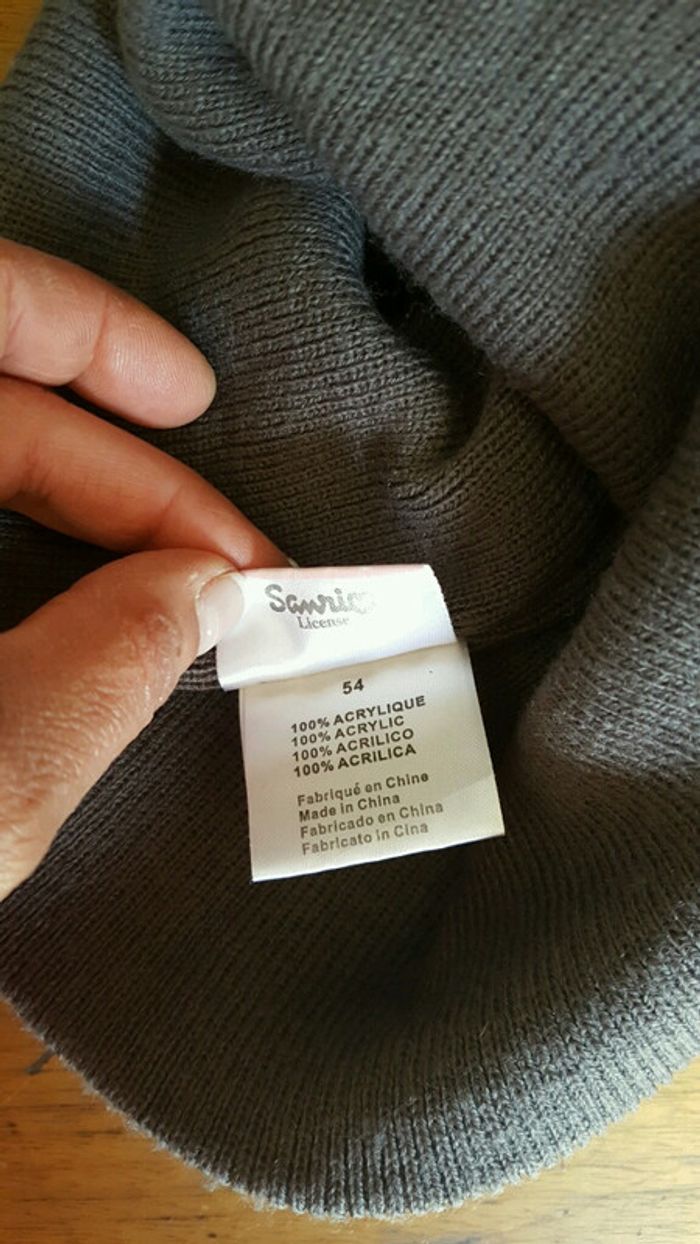 Sanrio
License
54
100% ACRYLIQUE
100% ACRYLIC
100% ACRILICO
100% ACRILICA
Fabriqué en Chine
Made in China
Fabricado en China
Fabricato in Cina